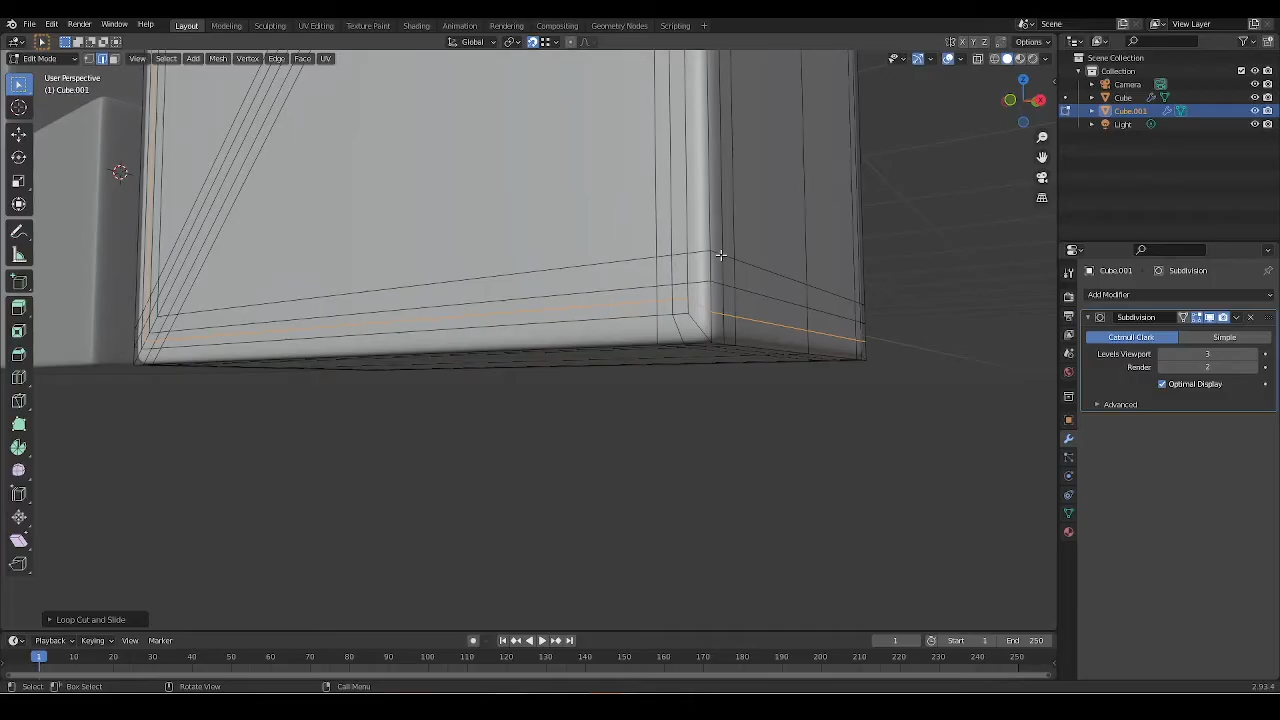 File Edit Render Window Help Layout Modeling Sculpting UV Editing Texture Paint Shading Animation Rendering Compositing Geometry Nodes Scripting + Scene View Layer
Global X Y Z Options
Edit Mode View Select Add Mesh Vertex Edge Face UV
User Perspective
(1) Cube.001
Z
X
Scene Collection
Collection
Camera
Cube
Cube.001
Light
Cube.001 Subdivision
Add Modifier
Subdivision
Catmull Clark Simple
Levels Viewport 3
Render 2
Optimal Display
Advanced
Loop Cut and Slide
Playback Keying View Marker 1 Start 1 End 250
1 10 20 30 40 50 60 70 80 90 100 110 120 130 140 150 160 170 180 190 200 210 220 230 240 250
Select Box Select Rotate View Call Menu 2.93.4